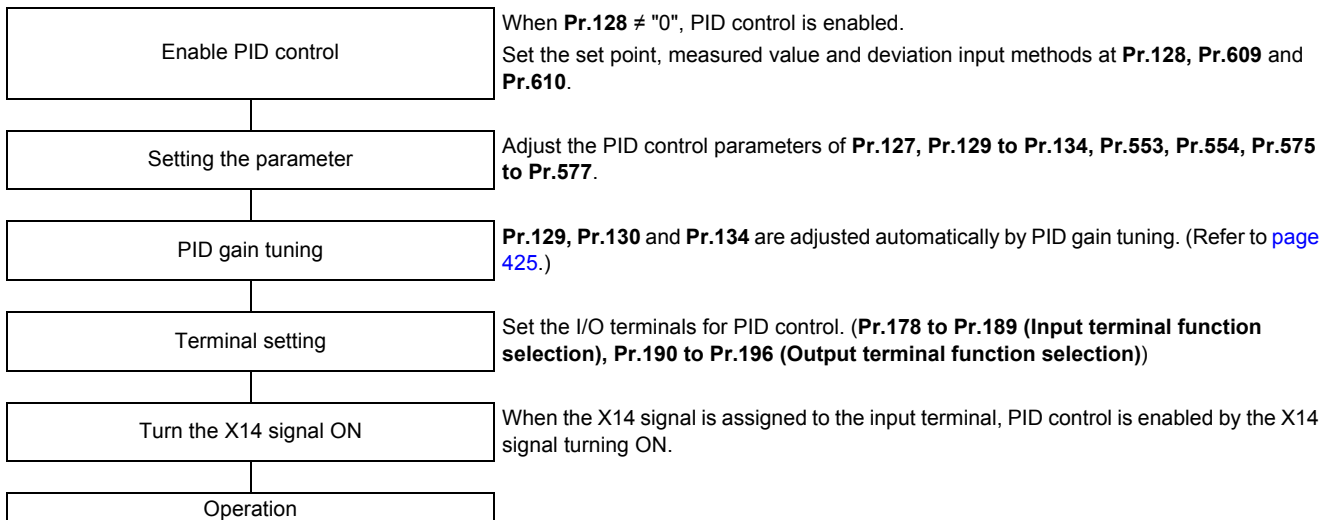 Enable PID control
When Pr.128 ≠ "0", PID control is enabled.
Set the set point, measured value and deviation input methods at Pr.128, Pr.609 and
Pr.610.
Setting the parameter
Adjust the PID control parameters of Pr.127, Pr.129 to Pr.134, Pr.553, Pr.554, Pr.575
to Pr.577.
PID gain tuning
Pr.129, Pr.130 and Pr.134 are adjusted automatically by PID gain tuning. (Refer to page
425.)
Terminal setting
Set the I/O terminals for PID control. (Pr.178 to Pr.189 (Input terminal function
selection), Pr.190 to Pr.196 (Output terminal function selection))
Turn the X14 signal ON
When the X14 signal is assigned to the input terminal, PID control is enabled by the X14
signal turning ON.
Operation